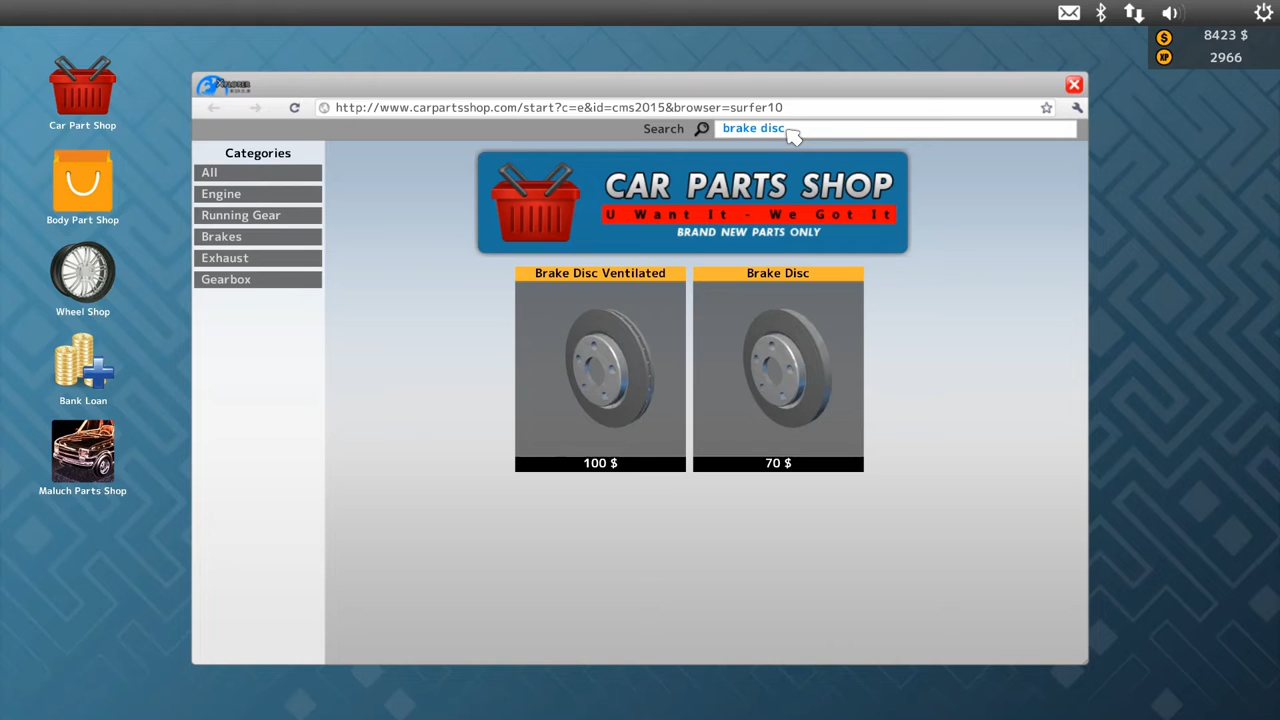 8423 $
2966
Car Part Shop
Body Part Shop
Wheel Shop
Bank Loan
Maluch Parts Shop
http://www.carpartsshop.com/start?c=e&id=cms2015&browser=surfer10
Search brake disc
Categories
All
Engine
Running Gear
Brakes
Exhaust
Gearbox
CAR PARTS SHOP
U Want It - We Got It
BRAND NEW PARTS ONLY
Brake Disc Ventilated
100 $
Brake Disc
70 $